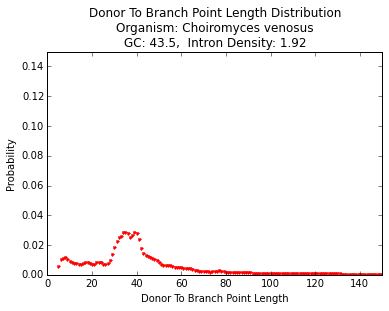 Donor To Branch Point Length Distribution
Organism: Choiromyces venosus
GC: 43.5,  Intron Density: 1.92
0.14
0.12
0.10
0.08
0.06
0.04
0.02
0.00
Probability
0 20 40 60 80 100 120 140
Donor To Branch Point Length